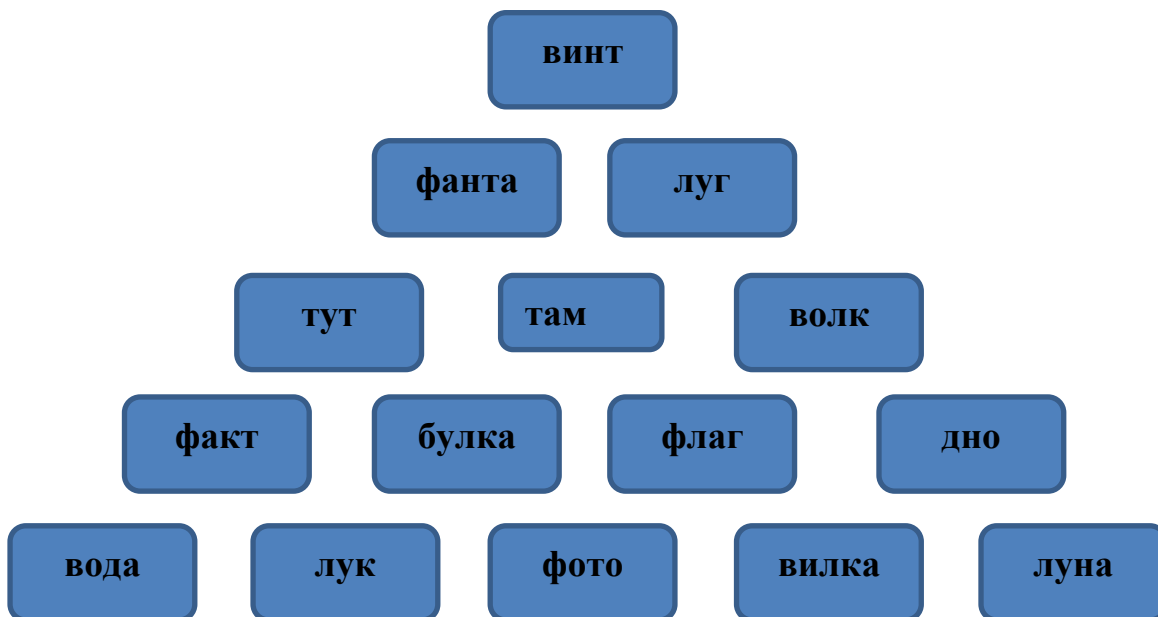 винт
фанта луг
тут там волк
факт булка флаг дно
вода лук фото вилка луна